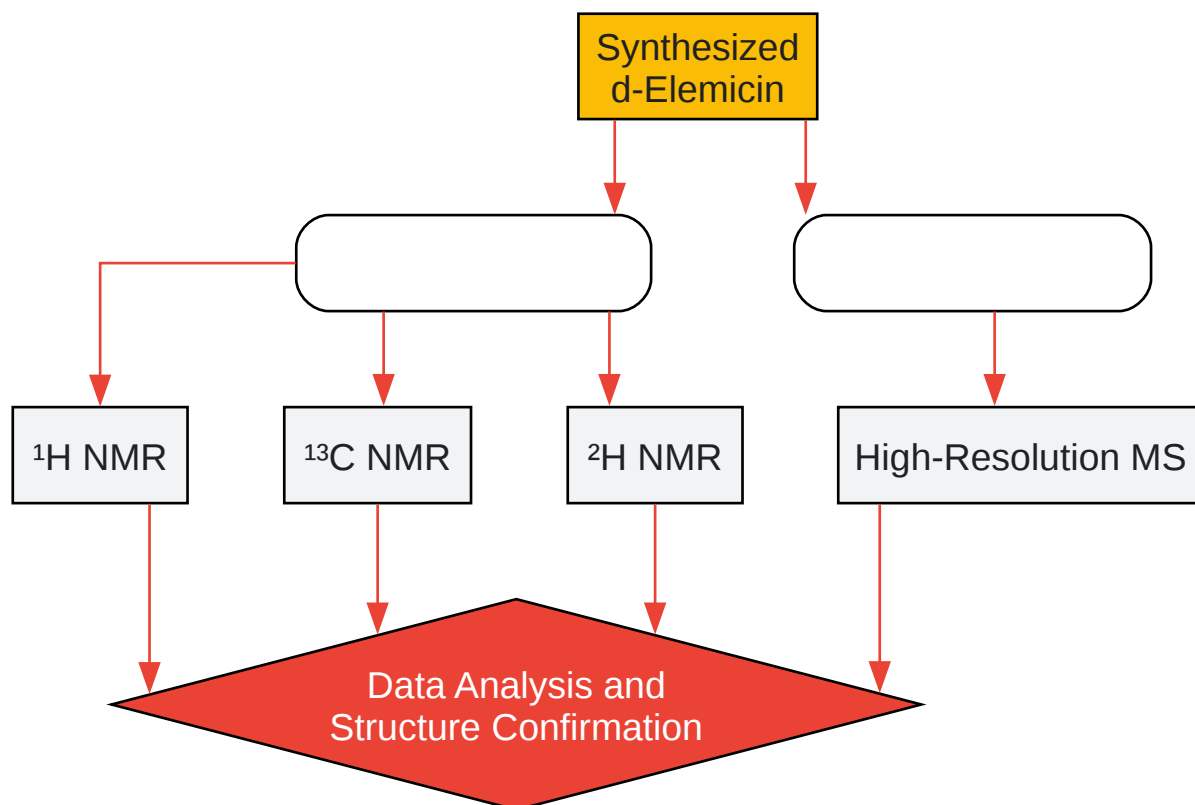 Synthesized
d-Elemicin
¹H NMR
¹³C NMR
²H NMR
High-Resolution MS
Data Analysis and
Structure Confirmation